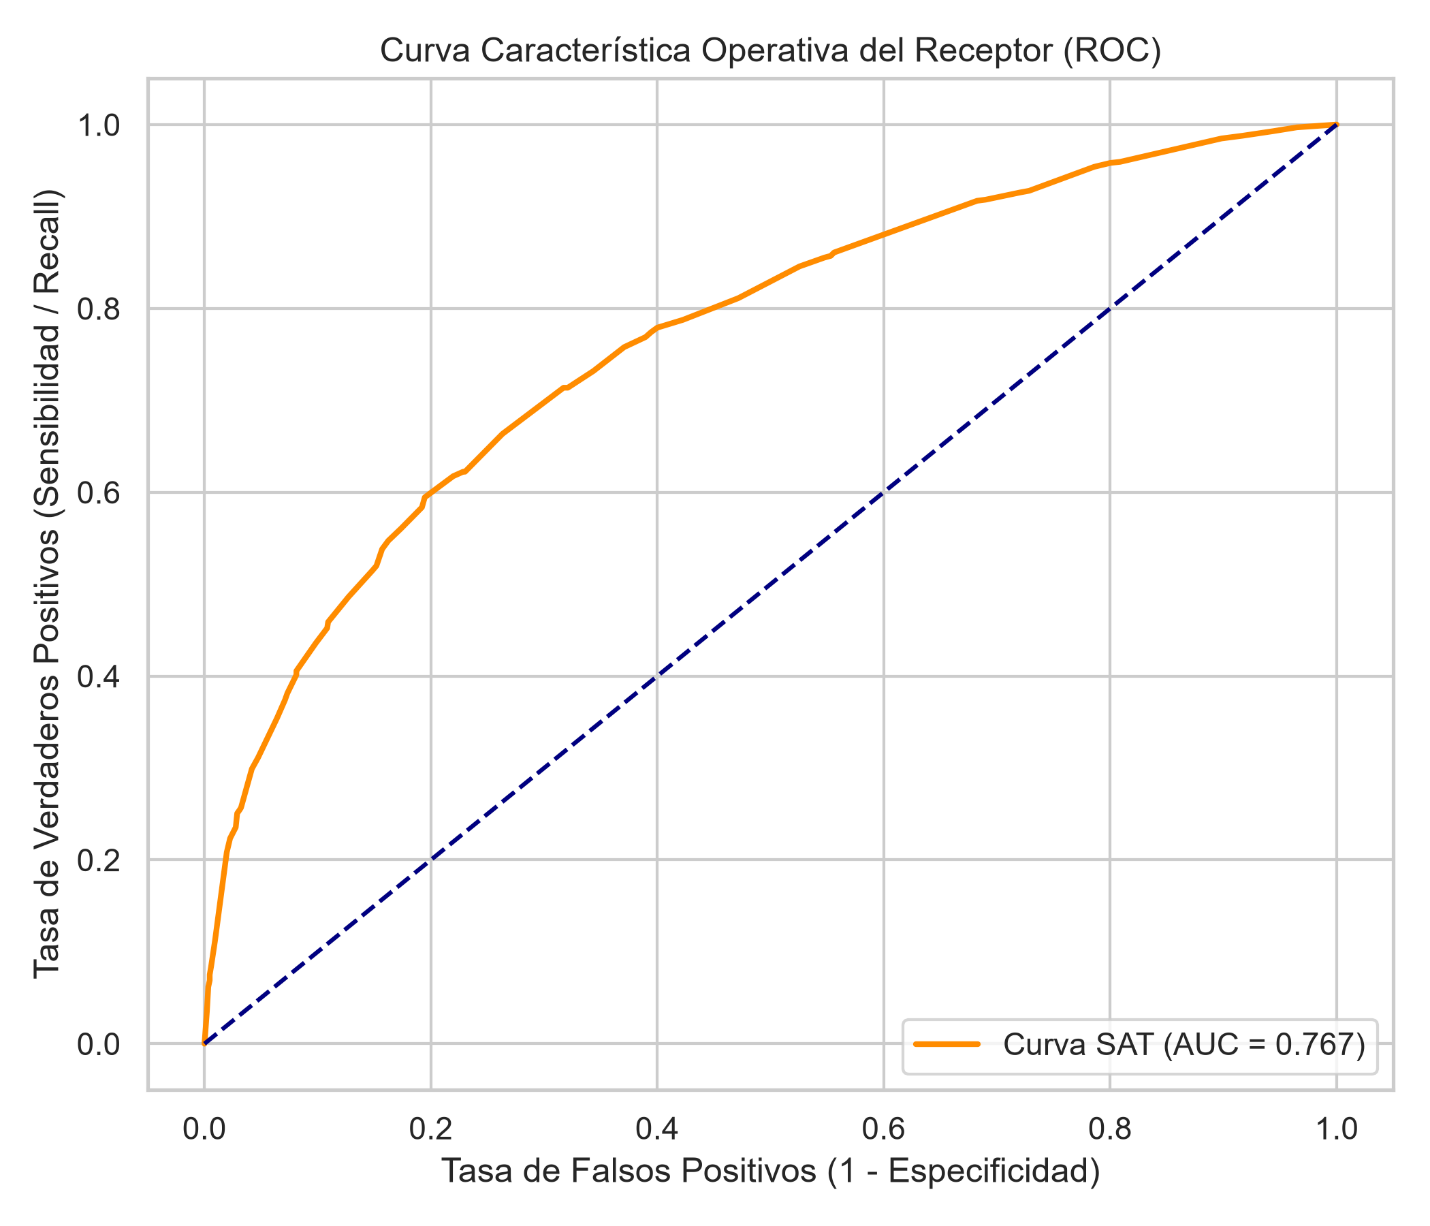 Curva Característica Operativa del Receptor (ROC)
Tasa de Verdaderos Positivos (Sensibilidad / Recall)
1.0
0.8
0.6
0.4
0.2
0.0
Curva SAT (AUC = 0.767)
0.0 0.2 0.4 0.6 0.8 1.0
Tasa de Falsos Positivos (1 - Especificidad)